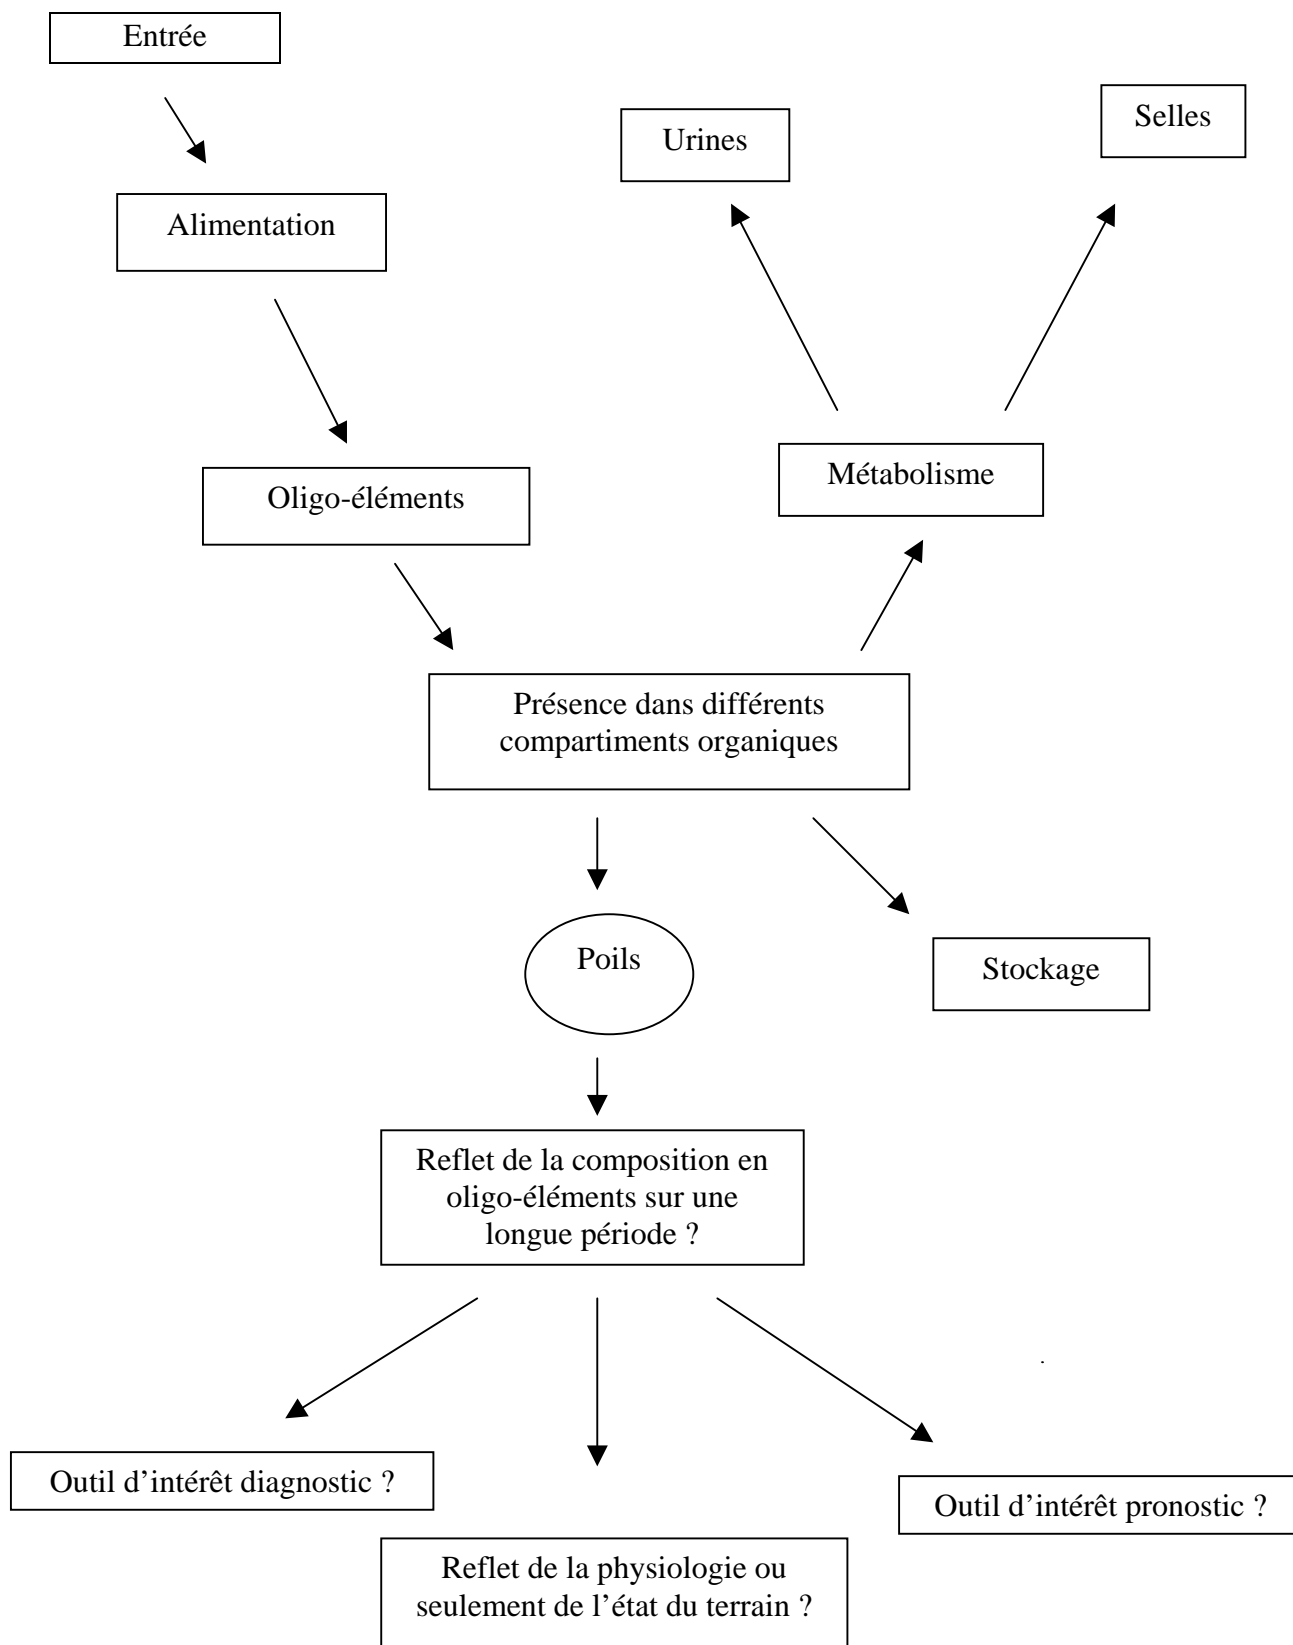 Entrée
Selles
Urines
Alimentation
Métabolisme
Oligo-éléments
Présence dans différents
compartiments organiques
Poils
Stockage
Reflet de la composition en
oligo-éléments sur une
longue période ?
Outil d’intérêt diagnostic ?
Outil d’intérêt pronostic ?
Reflet de la physiologie ou
seulement de l’état du terrain ?